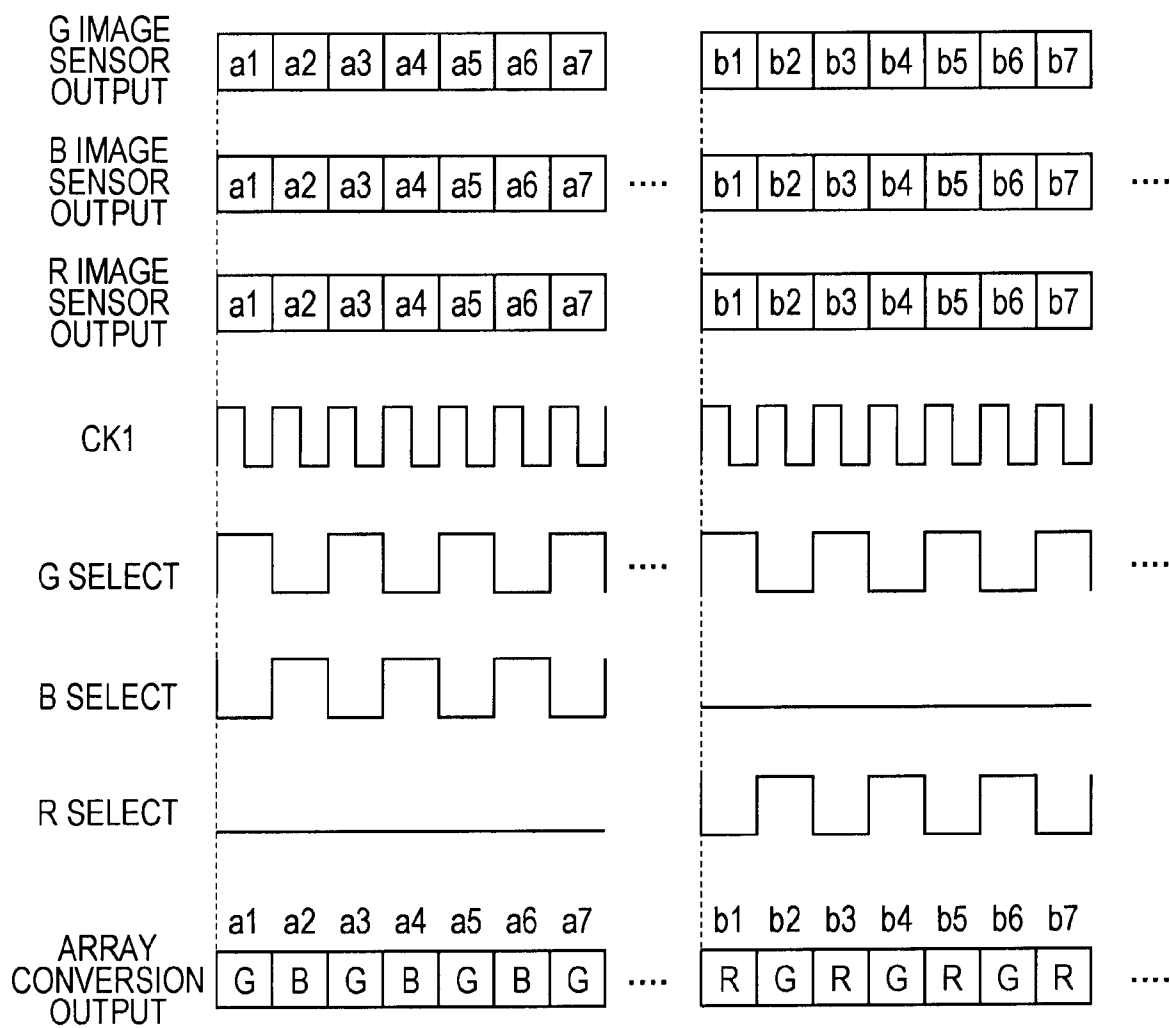 G IMAGE
SENSOR
OUTPUT
a1 a2 a3 a4 a5 a6 a7
b1 b2 b3 b4 b5 b6 b7
B IMAGE
SENSOR
OUTPUT
a1 a2 a3 a4 a5 a6 a7 .... b1 b2 b3 b4 b5 b6 b7 ....
R IMAGE
SENSOR
OUTPUT
a1 a2 a3 a4 a5 a6 a7
b1 b2 b3 b4 b5 b6 b7
CK1
G SELECT
.... ....
B SELECT
R SELECT
a1 a2 a3 a4 a5 a6 a7
b1 b2 b3 b4 b5 b6 b7
ARRAY
CONVERSION
OUTPUT
G B G B G B G .... R G R G R G R ....